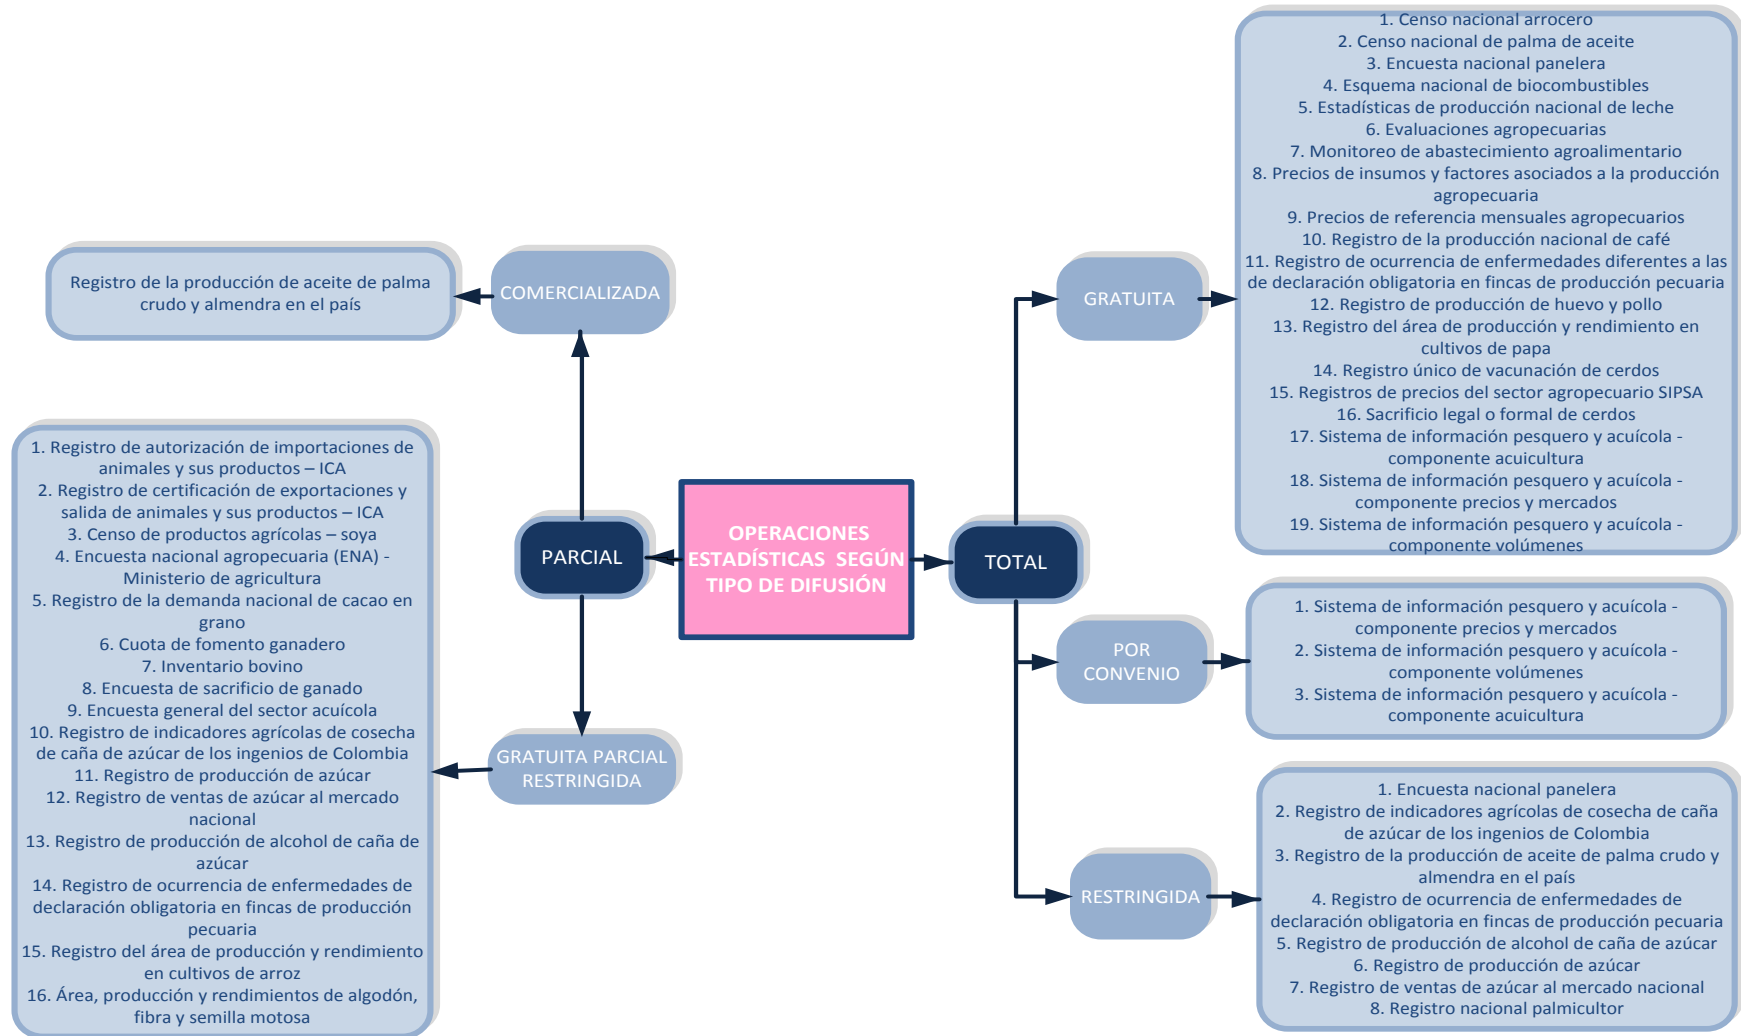 Registro de la producción de aceite de palma
crudo y almendra en el país
COMERCIALIZADA
1. Registro de autorización de importaciones de
animales y sus productos – ICA
2. Registro de certificación de exportaciones y
salida de animales y sus productos – ICA
3. Censo de productos agrícolas – soya
4. Encuesta nacional agropecuaria (ENA) -
Ministerio de agricultura
5. Registro de la demanda nacional de cacao en
grano
6. Cuota de fomento ganadero
7. Inventario bovino
8. Encuesta de sacrificio de ganado
9. Encuesta general del sector acuícola
10. Registro de indicadores agrícolas de cosecha
de caña de azúcar de los ingenios de Colombia
11. Registro de producción de azúcar
12. Registro de ventas de azúcar al mercado
nacional
13. Registro de producción de alcohol de caña de
azúcar
14. Registro de ocurrencia de enfermedades de
declaración obligatoria en fincas de producción
pecuaria
15. Registro del área de producción y rendimiento
en cultivos de arroz
16. Área, producción y rendimientos de algodón,
fibra y semilla motosa
PARCIAL
GRATUITA PARCIAL
RESTRINGIDA
OPERACIONES
ESTADÍSTICAS SEGÚN
TIPO DE DIFUSIÓN
TOTAL
GRATUITA
1. Censo nacional arrocero
2. Censo nacional de palma de aceite
3. Encuesta nacional panelera
4. Esquema nacional de biocombustibles
5. Estadísticas de producción nacional de leche
6. Evaluaciones agropecuarias
7. Monitoreo de abastecimiento agroalimentario
8. Precios de insumos y factores asociados a la producción
agropecuaria
9. Precios de referencia mensuales agropecuarios
10. Registro de la producción nacional de café
11. Registro de ocurrencia de enfermedades diferentes a las
de declaración obligatoria en fincas de producción pecuaria
12. Registro de producción de huevo y pollo
13. Registro del área de producción y rendimiento en
cultivos de papa
14. Registro único de vacunación de cerdos
15. Registros de precios del sector agropecuario SIPSA
16. Sacrificio legal o formal de cerdos
17. Sistema de información pesquero y acuícola -
componente acuicultura
18. Sistema de información pesquero y acuícola -
componente precios y mercados
19. Sistema de información pesquero y acuícola -
componente volúmenes
POR
CONVENIO
1. Sistema de información pesquero y acuícola -
componente precios y mercados
2. Sistema de información pesquero y acuícola -
componente volúmenes
3. Sistema de información pesquero y acuícola -
componente acuicultura
RESTRINGIDA
1. Encuesta nacional panelera
2. Registro de indicadores agrícolas de cosecha de caña
de azúcar de los ingenios de Colombia
3. Registro de la producción de aceite de palma crudo y
almendra en el país
4. Registro de ocurrencia de enfermedades de
declaración obligatoria en fincas de producción pecuaria
5. Registro de producción de alcohol de caña de azúcar
6. Registro de producción de azúcar
7. Registro de ventas de azúcar al mercado nacional
8. Registro nacional palmicultor